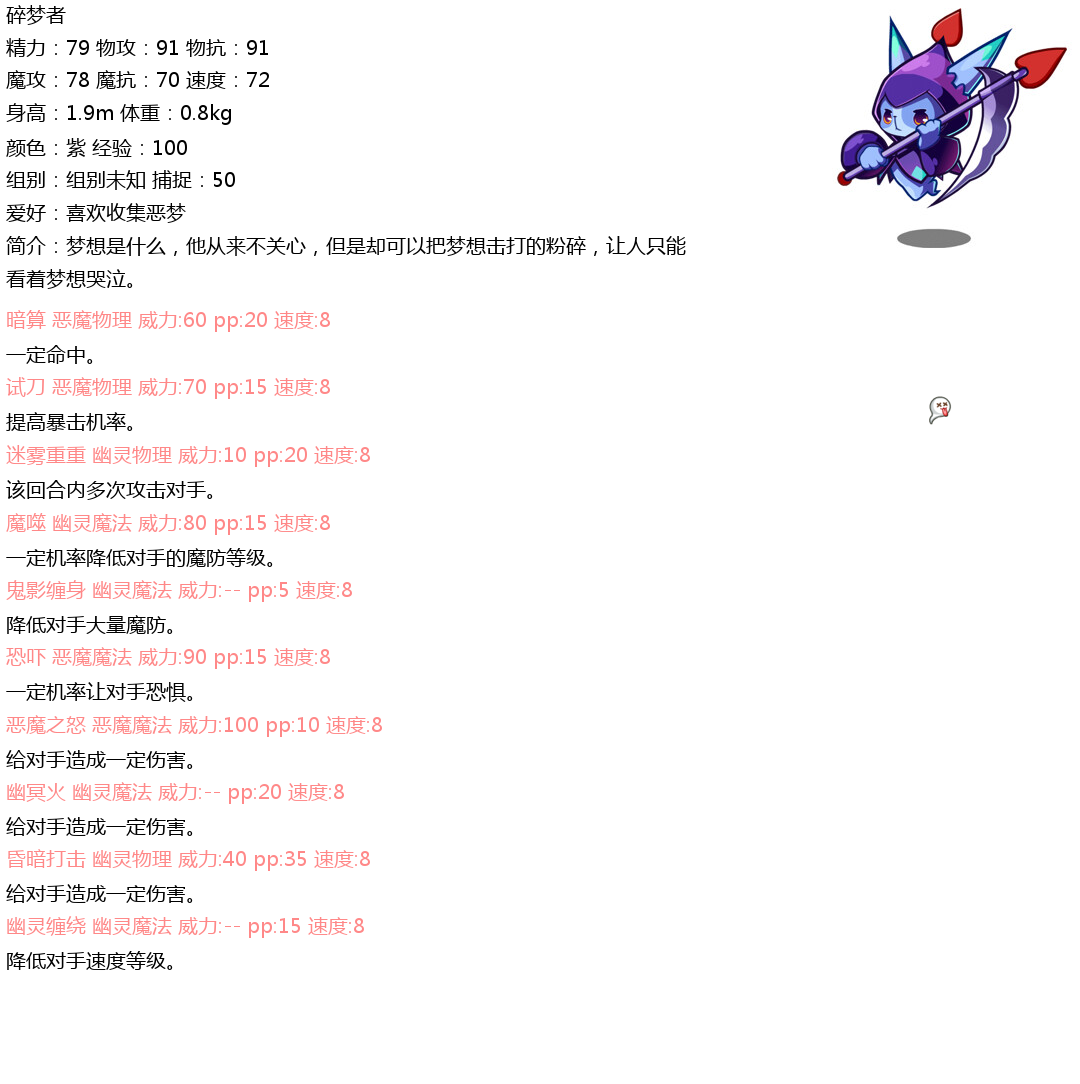 碎梦者
精力：79 物攻：91 物抗：91
魔攻：78 魔抗：70 速度：72
身高：1.9m 体重：0.8kg
颜色：紫 经验：100
组别：组别未知 捕捉：50
爱好：喜欢收集恶梦
简介：梦想是什么，他从来不关心，但是却可以把梦想击打的粉碎，让人只能
看着梦想哭泣。
暗算 恶魔物理 威力:60 pp:20 速度:8
一定命中。
试刀 恶魔物理 威力:70 pp:15 速度:8
提高暴击机率。
迷雾重重 幽灵物理 威力:10 pp:20 速度:8
该回合内多次攻击对手。
魔噬 幽灵魔法 威力:80 pp:15 速度:8
一定机率降低对手的魔防等级。
鬼影缠身 幽灵魔法 威力:-- pp:5 速度:8
降低对手大量魔防。
恐吓 恶魔魔法 威力:90 pp:15 速度:8
一定机率让对手恐惧。
恶魔之怒 恶魔魔法 威力:100 pp:10 速度:8
给对手造成一定伤害。
幽冥火 幽灵魔法 威力:-- pp:20 速度:8
给对手造成一定伤害。
昏暗打击 幽灵物理 威力:40 pp:35 速度:8
给对手造成一定伤害。
幽灵缠绕 幽灵魔法 威力:-- pp:15 速度:8
降低对手速度等级。